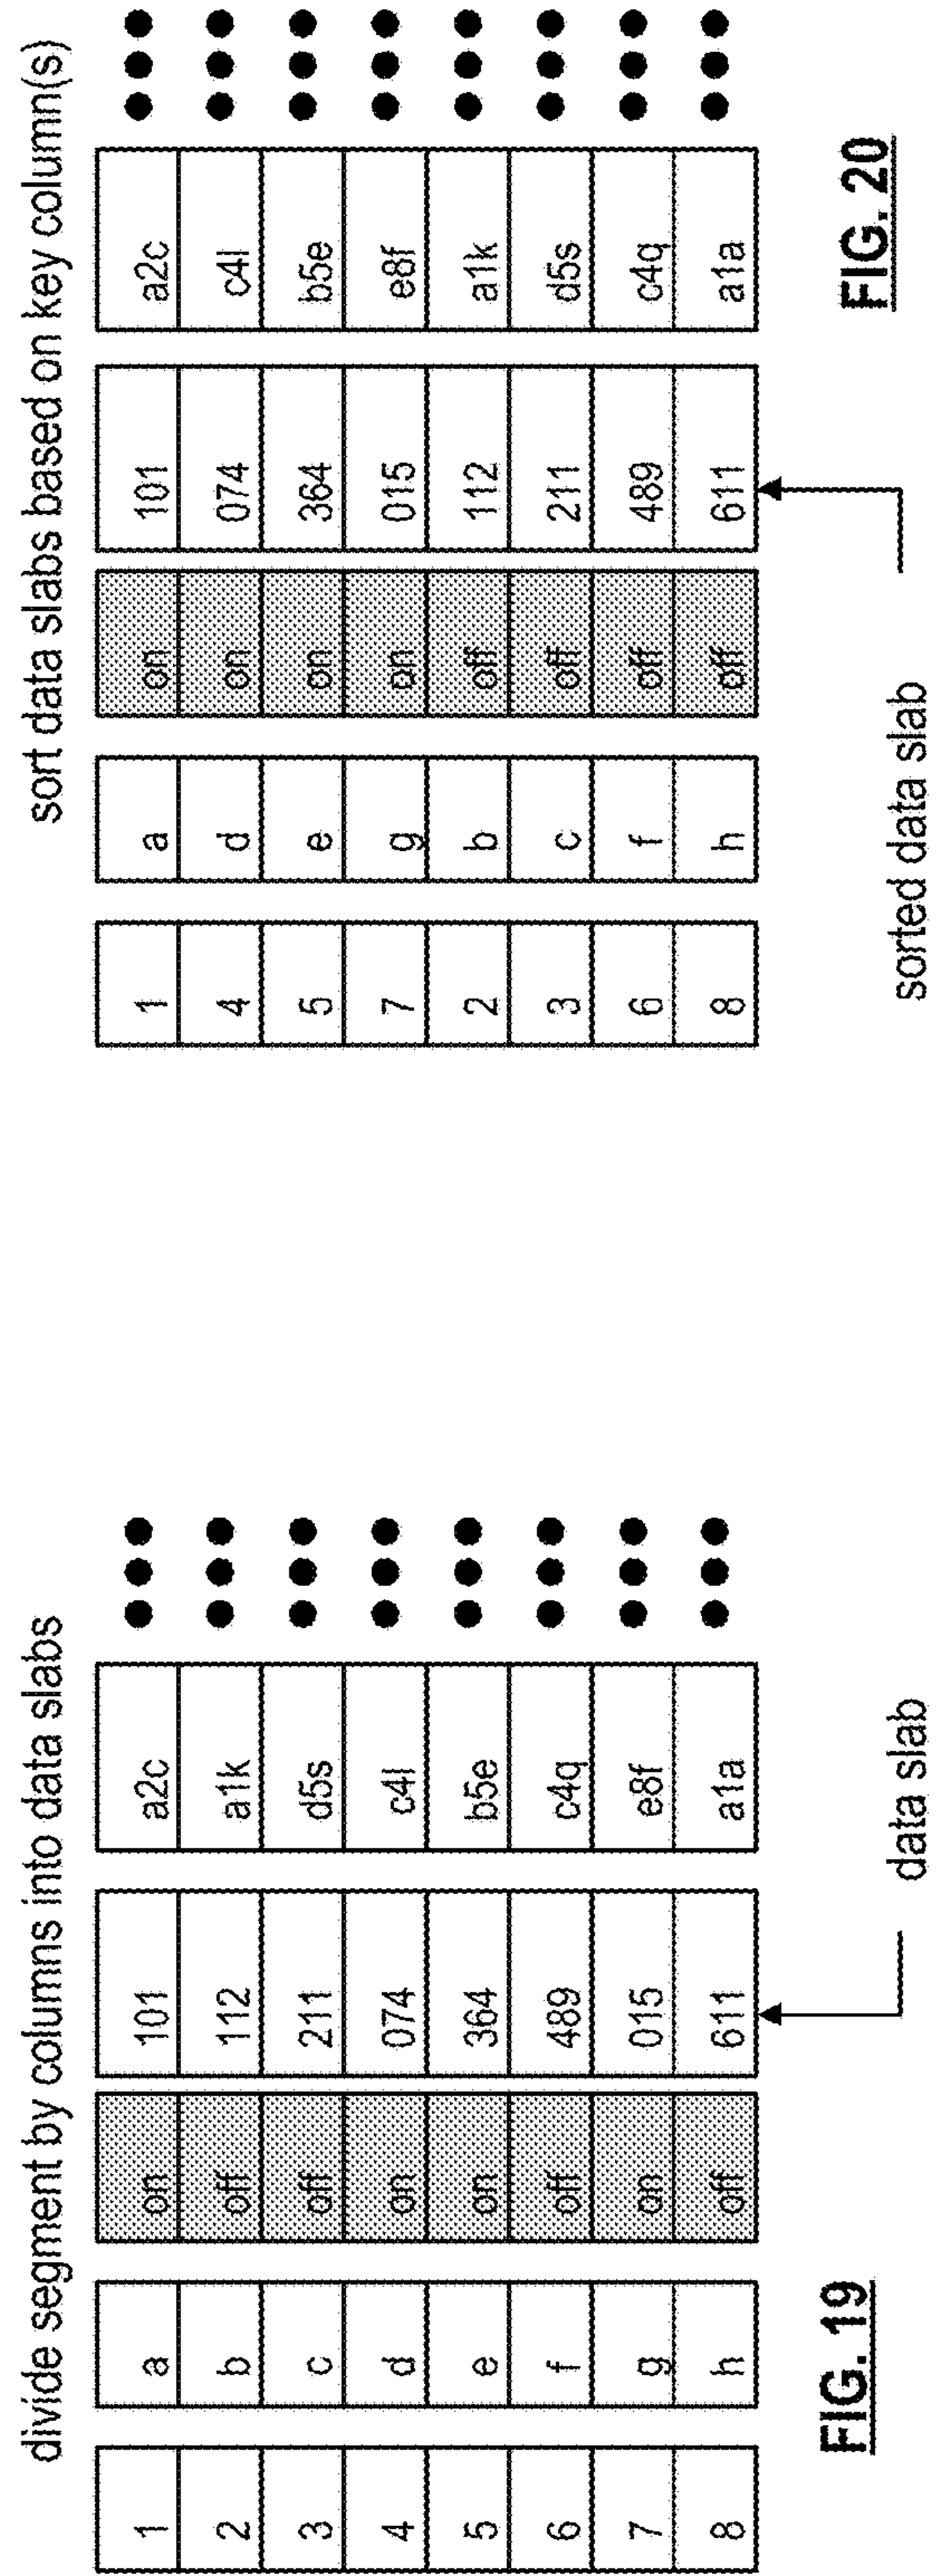 divide segment by columns into data slabs
1 a on 101 a2c
2 b off 112 a1k
3 c off 211 d5s
4 d on 074 c4l
5 e on 364 b5e
6 f off 489 c4q
7 g on 015 e8f
8 h off 611 a1a
data slab
FIG. 19
sort data slabs based on key column(s)
1 a on 101 a2c
4 d on 074 c4l
5 e on 364 b5e
7 g on 015 e8f
2 b off 112 a1k
3 c off 211 d5s
6 f off 489 c4q
8 h off 611 a1a
sorted data slab
FIG. 20